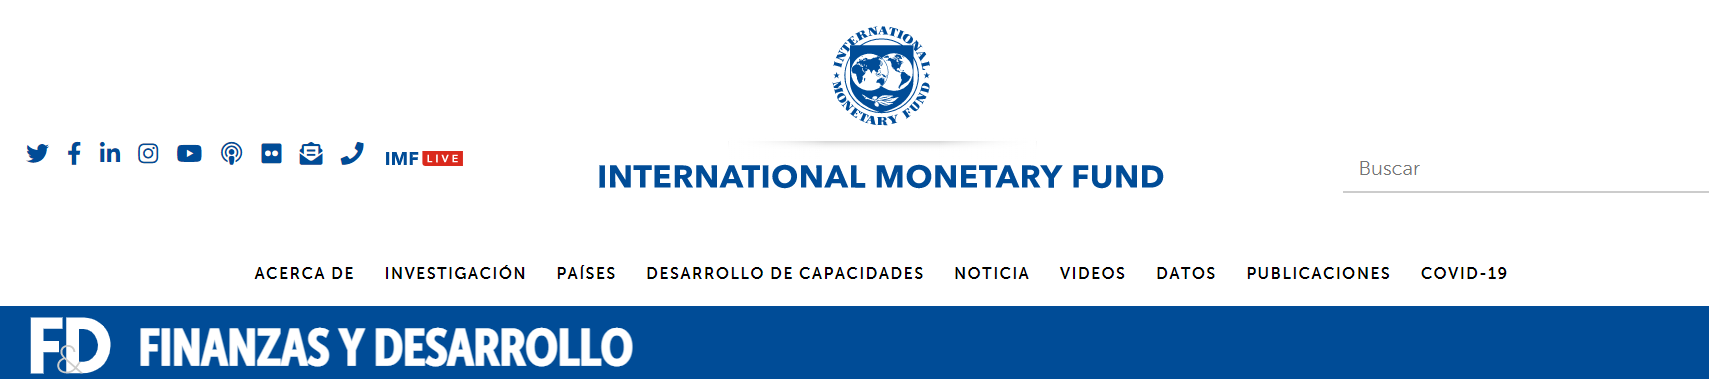 INTERNATIONAL
MONETARY FUND
IMF LIVE
INTERNATIONAL MONETARY FUND
Buscar
ACERCA DE INVESTIGACIÓN PAÍSES DESARROLLO DE CAPACIDADES NOTICIA VIDEOS DATOS PUBLICACIONES COVID-19
F&D FINANZAS Y DESARROLLO